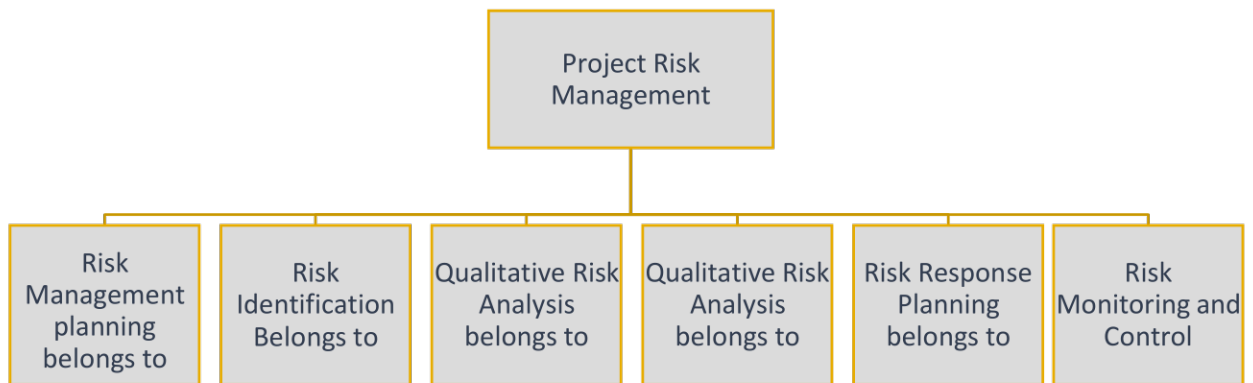 Project Risk
Management
Risk
Management
planning
belongs to
Risk
Identification
Belongs to
Qualitative Risk
Analysis
belongs to
Qualitative Risk
Analysis
belongs to
Risk Response
Planning
belongs to
Risk
Monitoring and
Control